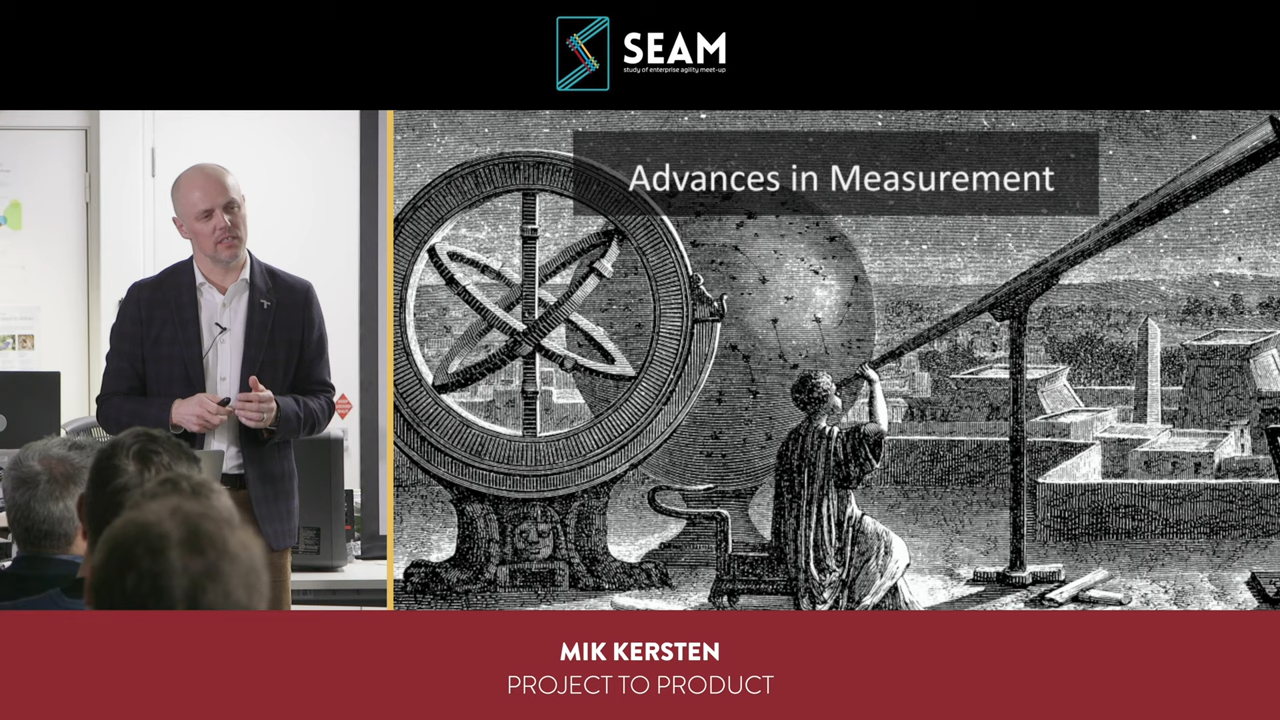 SEAM
study of enterprise agility meet-up
Advances in Measurement
MIK KERSTEN
PROJECT TO PRODUCT